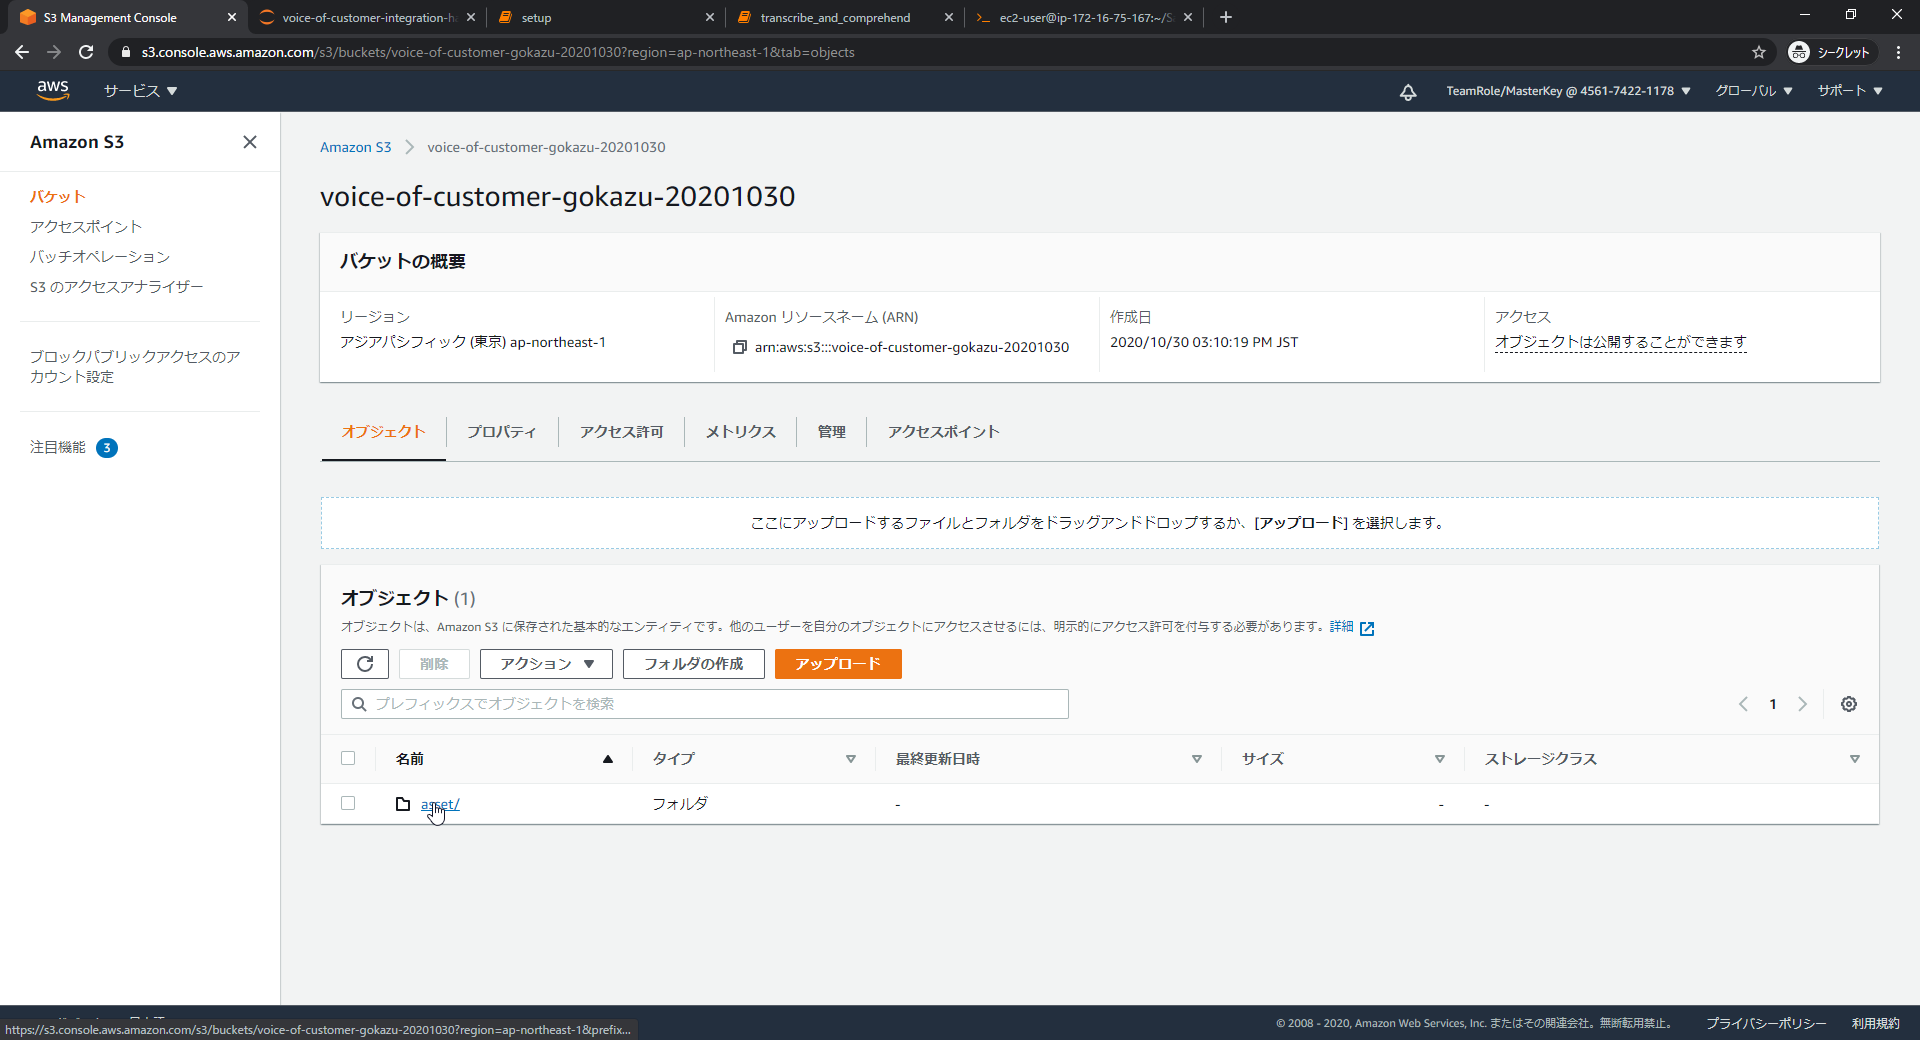 S3 Management Console
voice-of-customer-integration-ha
setup
transcribe_and_comprehend
ec2-user@ip-172-16-75-167:~/S
s3.console.aws.amazon.com/s3/buckets/voice-of-customer-gokazu-20201030?region=ap-northeast-1&tab=objects
シークレット
aws
サービス
TeamRole/MasterKey @ 4561-7422-1178
グローバル
サポート
Amazon S3
バケット
アクセスポイント
バッチオペレーション
S3 のアクセスアナライザー
ブロックパブリックアクセスのア
カウント設定
注目機能 3
Amazon S3 voice-of-customer-gokazu-20201030
voice-of-customer-gokazu-20201030
バケットの概要
リージョン
アジアパシフィック (東京) ap-northeast-1
Amazon リソースネーム (ARN)
arn:aws:s3:::voice-of-customer-gokazu-20201030
作成日
2020/10/30 03:10:19 PM JST
アクセス
オブジェクトは公開することができます
オブジェクト プロパティ アクセス許可 メトリクス 管理 アクセスポイント
ここにアップロードするファイルとフォルダをドラッグアンドドロップするか、[アップロード] を選択します。
オブジェクト (1)
オブジェクトは、Amazon S3 に保存された基本的なエンティティです。他のユーザーを自分のオブジェクトにアクセスさせるには、明示的にアクセス許可を付与する必要があります。詳細
削除 アクション フォルダの作成 アップロード
プレフィックスでオブジェクトを検索
1
名前 タイプ 最終更新日時 サイズ ストレージクラス
asset/ フォルダ - - -
https://s3.console.aws.amazon.com/s3/buckets/voice-of-customer-gokazu-20201030?region=ap-northeast-1&prefix...
© 2008 - 2020, Amazon Web Services, Inc. またはその関連会社。無断転用禁止。 プライバシーポリシー 利用規約